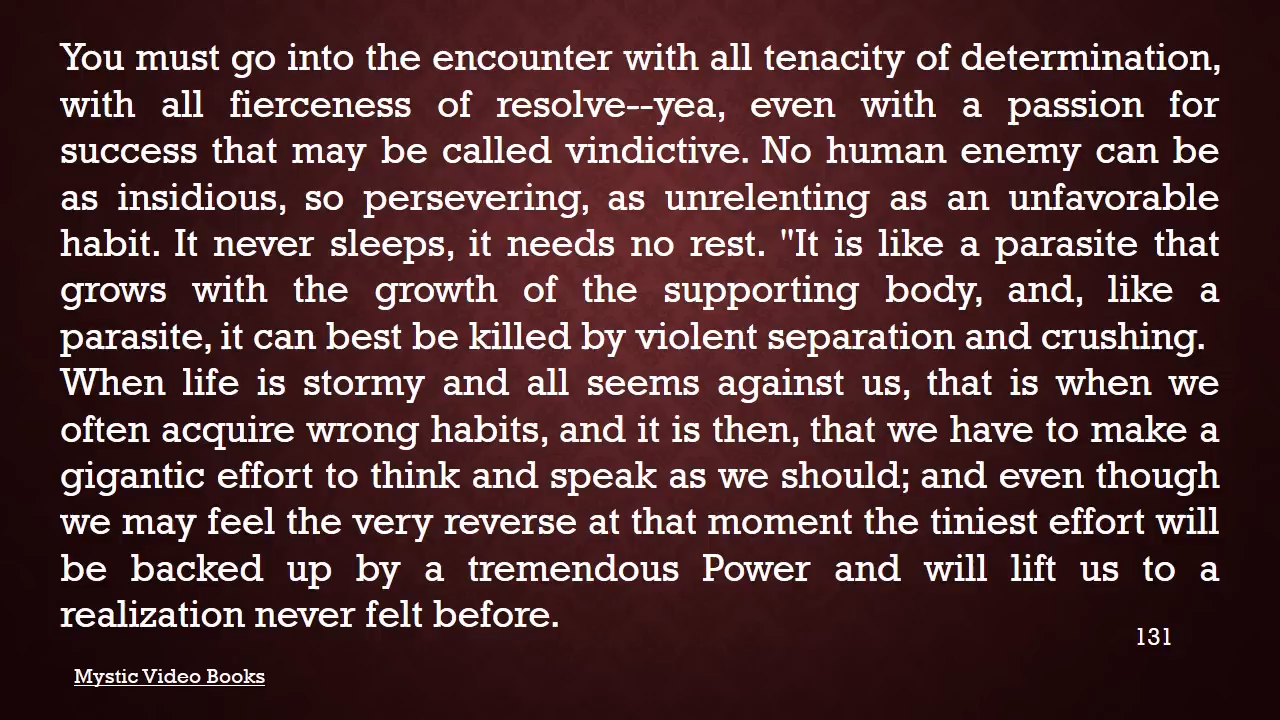 You must go into the encounter with all tenacity of determination,
with all fierceness of resolve--yea, even with a passion for
success that may be called vindictive. No human enemy can be
as insidious, so persevering, as unrelenting as an unfavorable
habit. It never sleeps, it needs no rest. "It is like a parasite that
grows with the growth of the supporting body, and, like a
parasite, it can best be killed by violent separation and crushing.
When life is stormy and all seems against us, that is when we
often acquire wrong habits, and it is then, that we have to make a
gigantic effort to think and speak as we should; and even though
we may feel the very reverse at that moment the tiniest effort will
be backed up by a tremendous Power and will lift us to a
realization never felt before.
131
Mystic Video Books